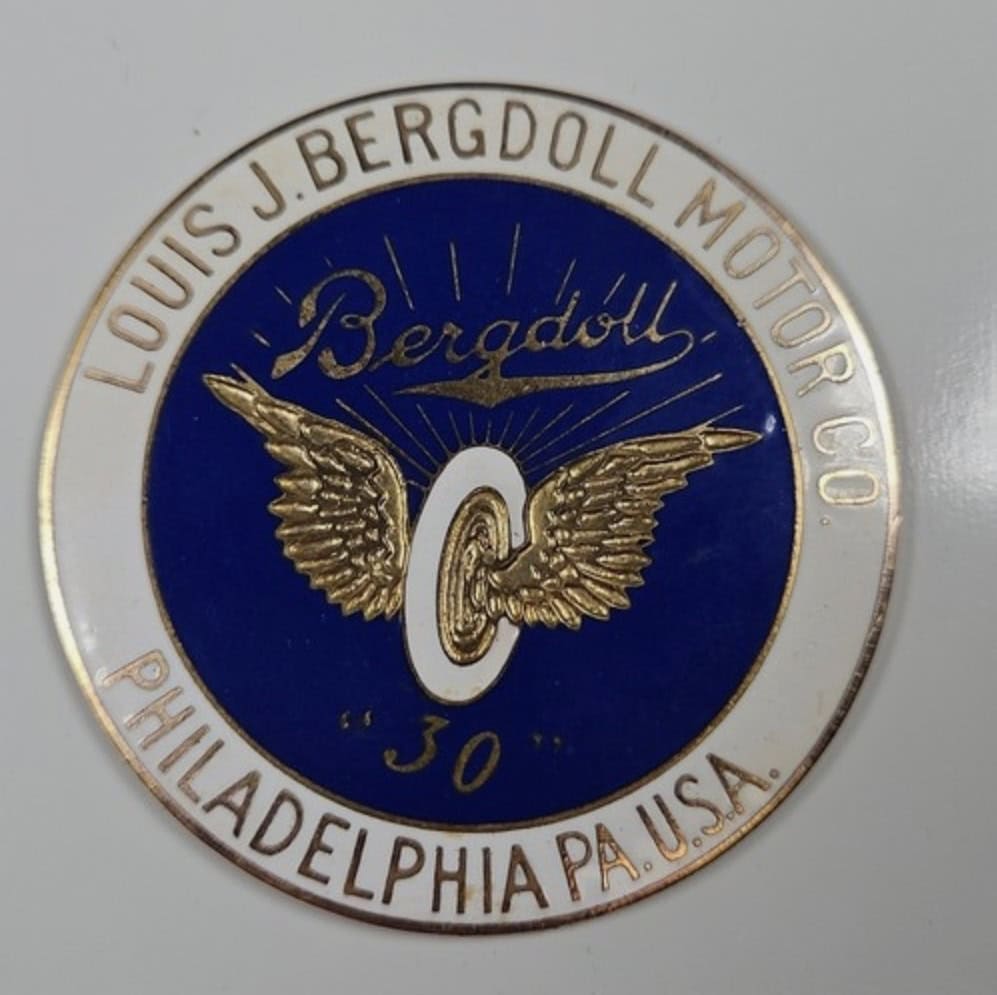 LOUIS J. BERGDOLL MOTOR CO.
Bergdoll
"30"
PHILADELPHIA PA. U.S.A.